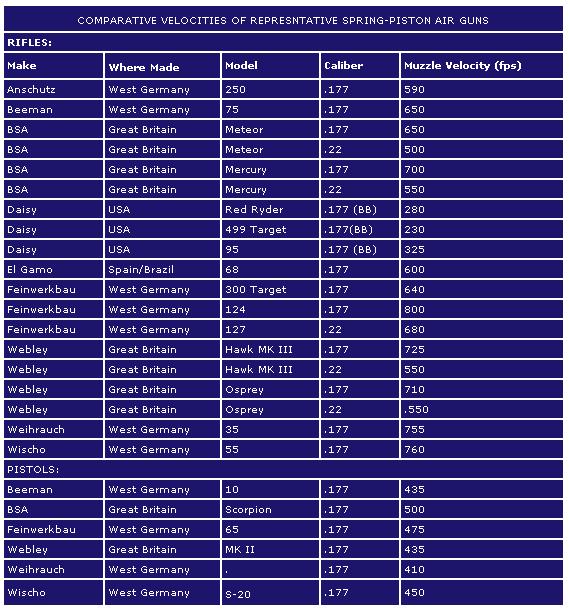 COMPARATIVE VELOCITIES OF REPRESNTATIVE SPRING-PISTON AIR GUNS
RIFLES:
Make Where Made Model Caliber Muzzle Velocity (fps)
Anschutz West Germany 250 .177 590
Beeman West Germany 75 .177 650
BSA Great Britain Meteor .177 650
BSA Great Britain Meteor .22 500
BSA Great Britain Mercury .177 700
BSA Great Britain Mercury .22 550
Daisy USA Red Ryder .177 (BB) 280
Daisy USA 499 Target .177(BB) 230
Daisy USA 95 .177 (BB) 325
El Gamo Spain/Brazil 68 .177 600
Feinwerkbau West Germany 300 Target .177 640
Feinwerkbau West Germany 124 .177 800
Feinwerkbau West Germany 127 .22 680
Webley Great Britain Hawk MK III .177 725
Webley Great Britain Hawk MK III .22 550
Webley Great Britain Osprey .177 710
Webley Great Britain Osprey .22 .550
Weihrauch West Germany 35 .177 755
Wischo West Germany 55 .177 760
PISTOLS:
Beeman West Germany 10 .177 435
BSA Great Britain Scorpion .177 500
Feinwerkbau West Germany 65 .177 475
Webley Great Britain MK II .177 435
Weihrauch West Germany . .177 410
Wischo West Germany S-20 .177 450